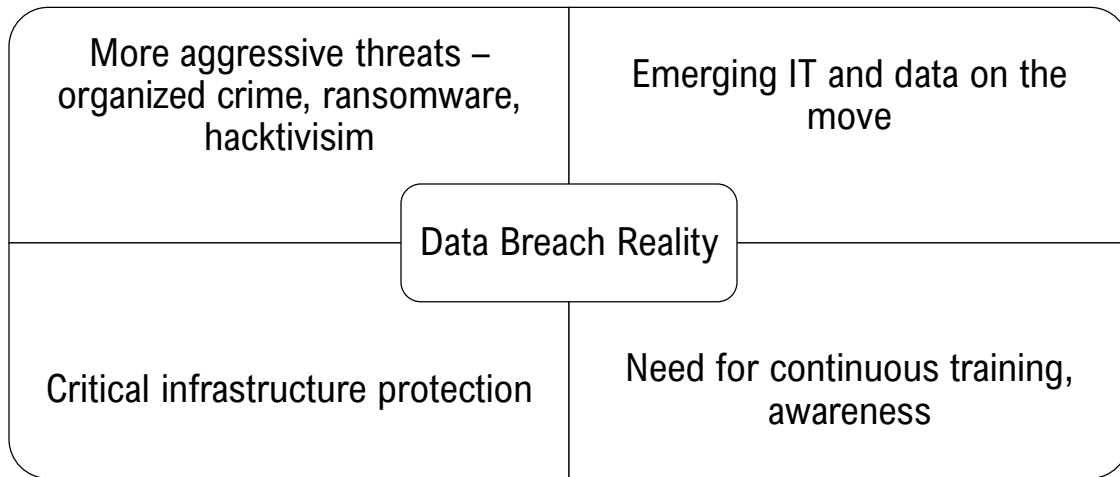 More aggressive threats –
organized crime, ransomware,
hacktivisim
Emerging IT and data on the
move
Data Breach Reality
Critical infrastructure protection
Need for continuous training,
awareness